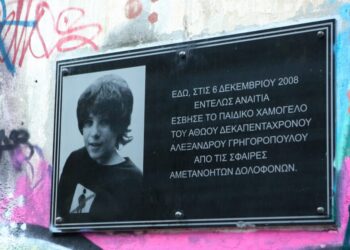 ΕΔΩ, ΣΤΙΣ 6 ΔΕΚΕΜΒΡΙΟΥ 2008
ΕΝΤΕΛΩΣ ΑΝΑΙΤΙΑ
ΕΣΒΗΣΕ ΤΟ ΠΑΙΔΙΚΟ ΧΑΜΟΓΕΛΟ
ΤΟΥ ΑΘΩΟΥ ΔΕΚΑΠΕΝΤΑΧΡΟΝΟΥ
ΑΛΕΞΑΝΔΡΟΥ ΓΡΗΓΟΡΟΠΟΥΛΟΥ
ΑΠΟ ΤΙΣ ΣΦΑΙΡΕΣ
ΑΜΕΤΑΝΟΗΤΩΝ ΔΟΛΟΦΟΝΩΝ.